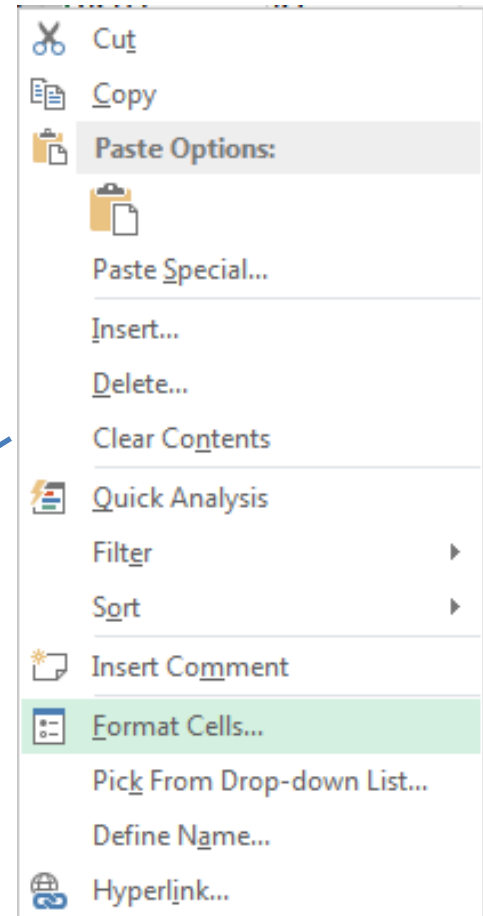 Cut
Copy
Paste Options:
Paste Special...
Insert...
Delete...
Clear Contents
Quick Analysis
Filter
Sort
Insert Comment
Format Cells...
Pick From Drop-down List...
Define Name...
Hyperlink...